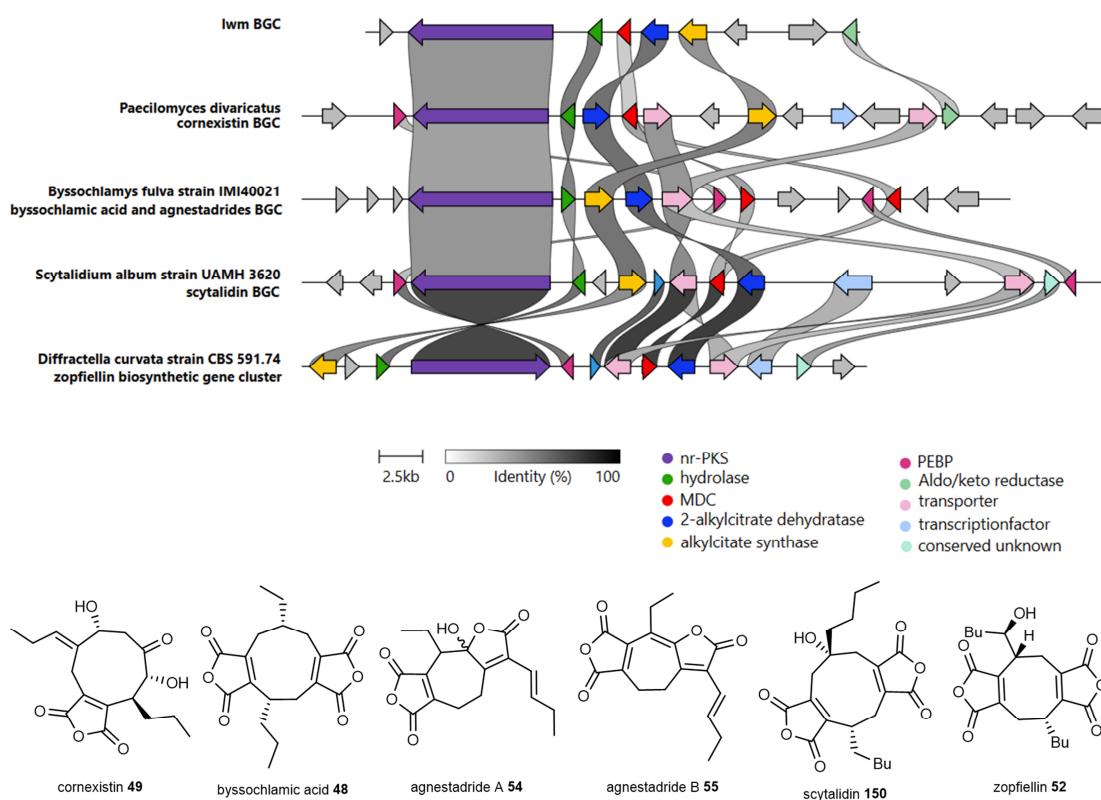 lwm BGC
Paecilomyces divaricatus
cornexistin BGC
Byssochlamys fulva strain IMI40021
byssochlamic acid and agnestadrides BGC
Scytalidium album strain UAMH 3620
scytalidin BGC
Diffractella curvata strain CBS 591.74
zopfiellin biosynthetic gene cluster
2.5kb
0 Identity (%) 100
nr-PKS
hydrolase
MDC
2-alkylcitrate dehydratase
alkylcitate synthase
PEBP
Aldo/keto reductase
transporter
transcriptionfactor
conserved unknown
HO O OH O O O
O O O O O O
HO O O O O O
O O O O O
HO O O O O O O Bu
OH Bu H O O O O O O Bu
cornexistin 49
byssochlamic acid 48
agnestadride A 54
agnestadride B 55
scytalidin 150
zopfiellin 52